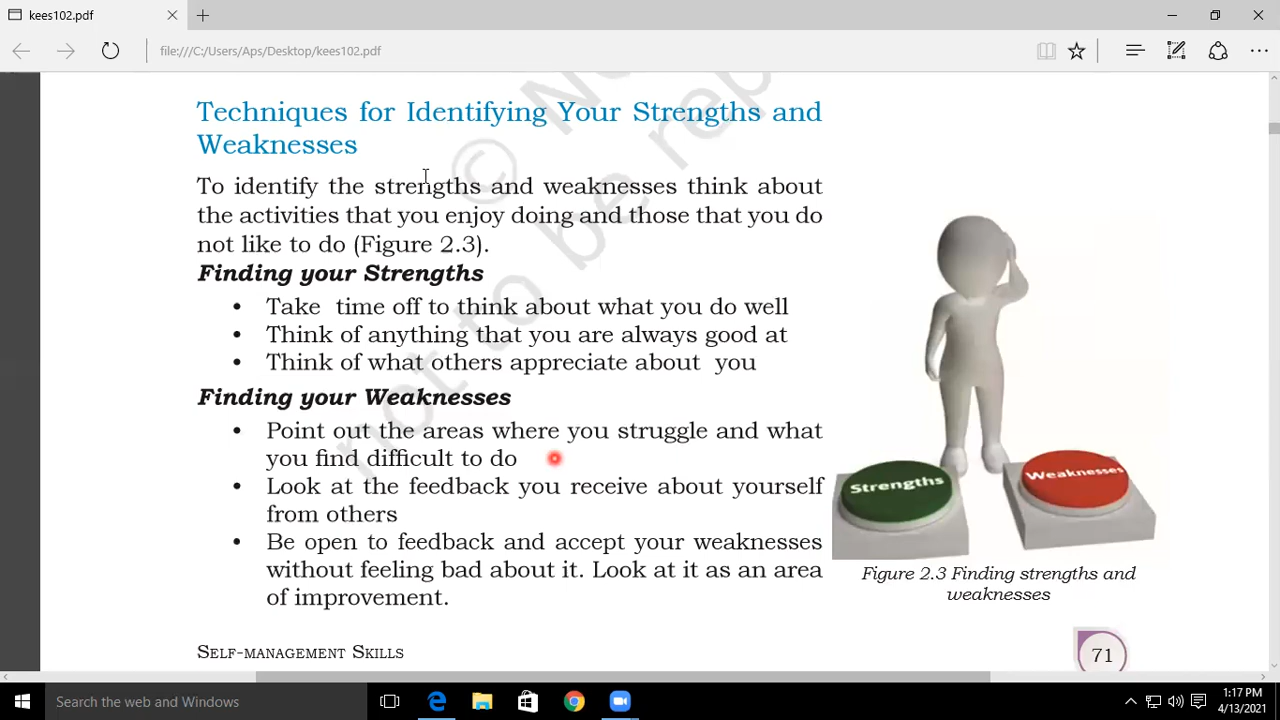 kees102.pdf
file:///C:/Users/Aps/Desktop/kees102.pdf
© No
not to be rep
Techniques for Identifying Your Strengths and
Weaknesses
To identify the strengths and weaknesses think about
the activities that you enjoy doing and those that you do
not like to do (Figure 2.3).
Finding your Strengths
• Take time off to think about what you do well
• Think of anything that you are always good at
• Think of what others appreciate about you
Finding your Weaknesses
• Point out the areas where you struggle and what
you find difficult to do
• Look at the feedback you receive about yourself
from others
• Be open to feedback and accept your weaknesses
without feeling bad about it. Look at it as an area
of improvement.
Strengths
Weaknesses
Figure 2.3 Finding strengths and
weaknesses
SELF-MANAGEMENT SKILLS
71
Search the web and Windows
1:17 PM
4/13/2021